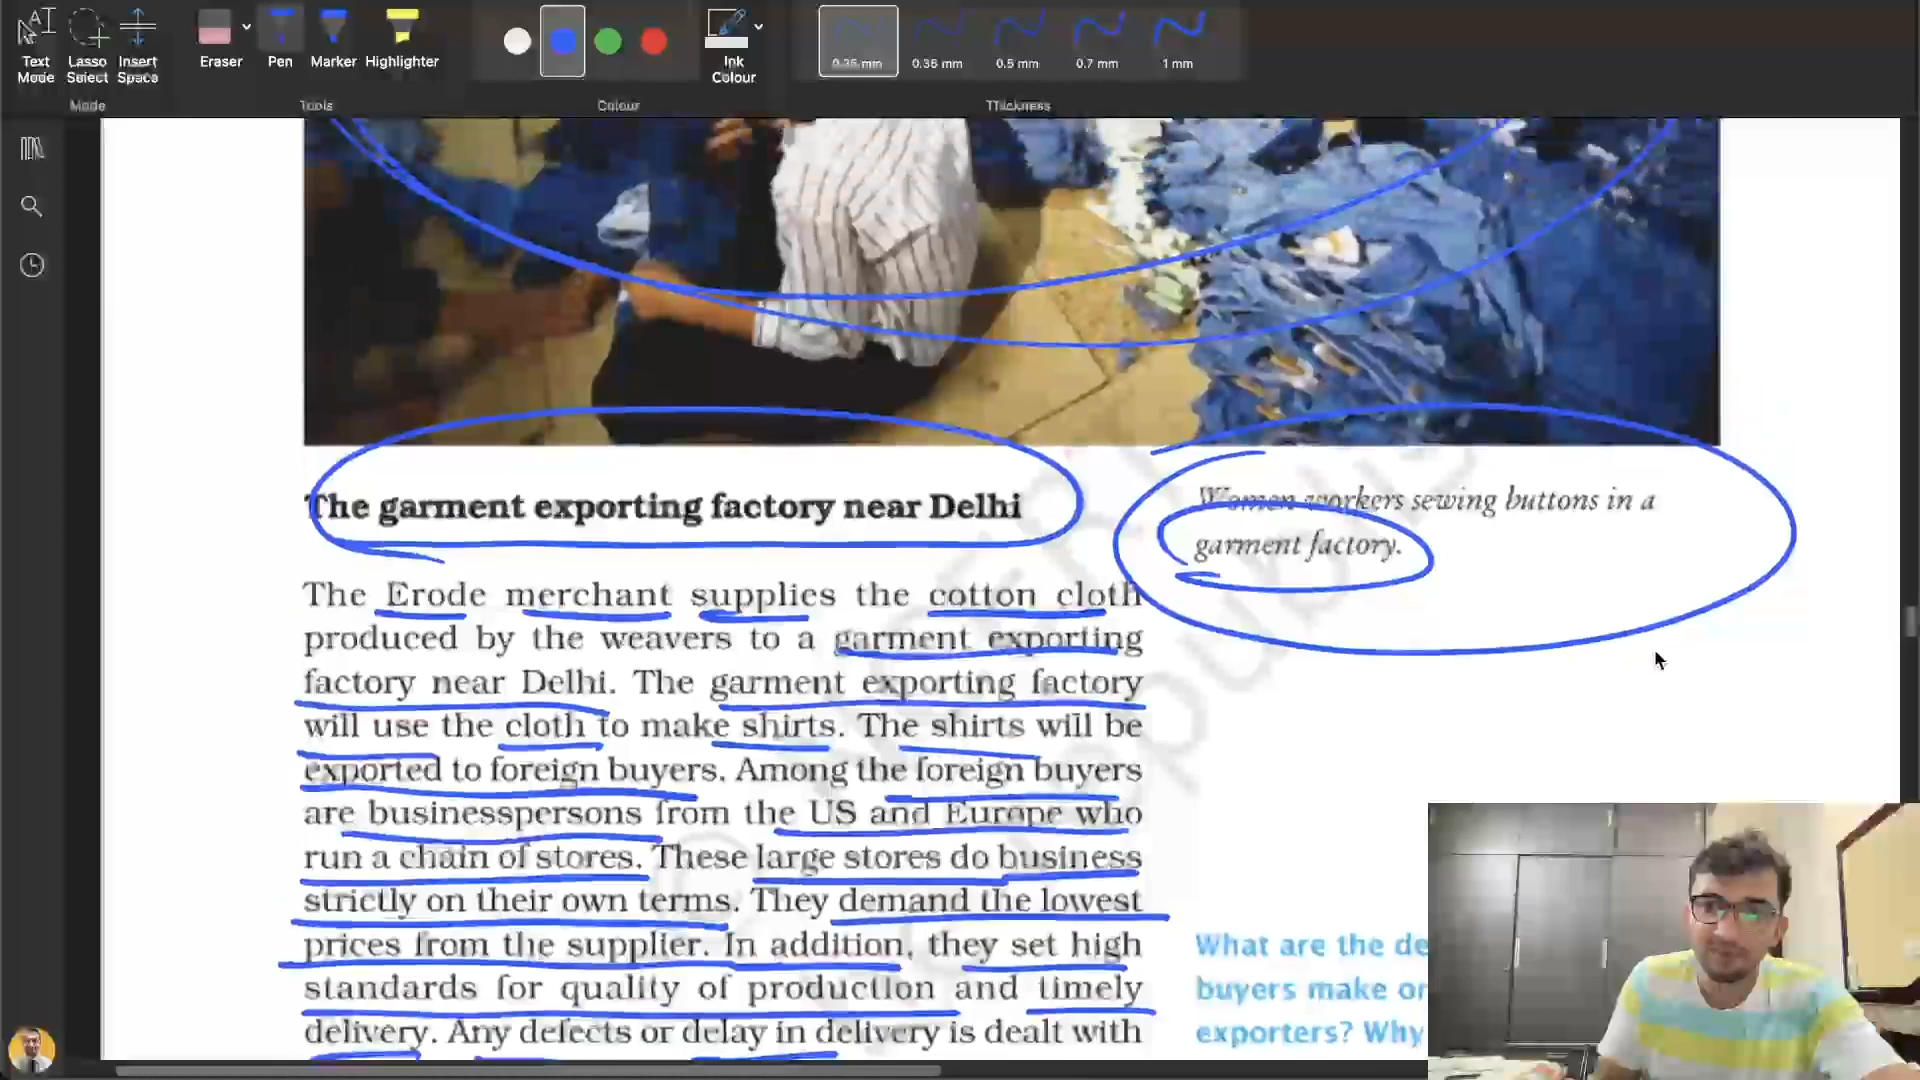 Text Mode
Lasso Select
Insert Space
Eraser
Pen
Marker
Highlighter
Ink Colour
0.25 mm
0.35 mm
0.5 mm
0.7 mm
1 mm
Mode
Tools
Colour
Thickness
The garment exporting factory near Delhi
Women workers sewing buttons in a
garment factory.
The Erode merchant supplies the cotton cloth
produced by the weavers to a garment exporting
factory near Delhi. The garment exporting factory
will use the cloth to make shirts. The shirts will be
exported to foreign buyers. Among the foreign buyers
are businesspersons from the US and Europe who
run a chain of stores. These large stores do business
strictly on their own terms. They demand the lowest
prices from the supplier. In addition, they set high
standards for quality of production and timely
delivery. Any defects or delay in delivery is dealt with
What are the de
buyers make or
exporters? Why